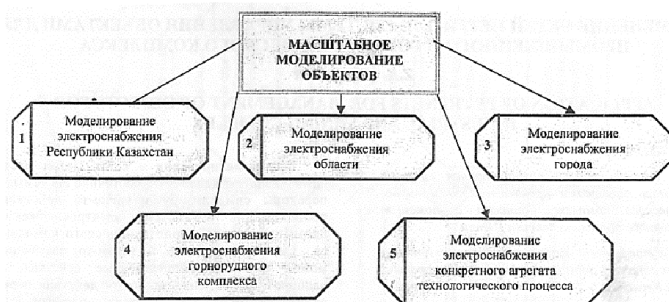 МАСШТАБНОЕ
МОДЕЛИРОВАНИЕ
ОБЪЕКТОВ
1
Моделирование
электроснабжения
Республики Казахстан
2
Моделирование
электроснабжения
области
3
Моделирование
электроснабжения
города
4
Моделирование
электроснабжения
горнорудного
комплекса
5
Моделирование
электроснабжения
конкретного агрегата
технологического процесса